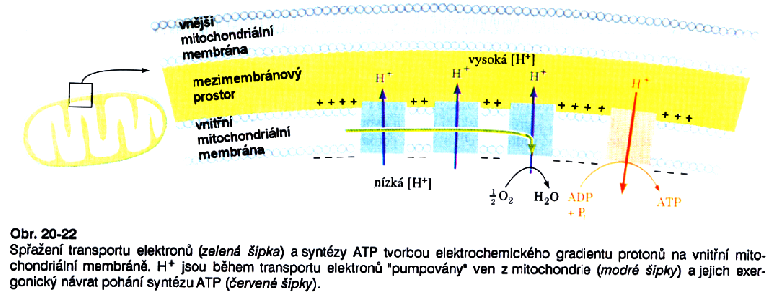 vnější
mitochondriální
membrána
mezimembránový
prostor
vysoká [H⁺]
H⁺
H⁺
H⁺
H⁺
++++
++
++
++++
+++
vnitřní
mitochondriální
membrána
nízká [H⁺]
½O₂
H₂O
ADP
+ Pᵢ
ATP
Obr. 20-22
Spřažení transportu elektronů (zelená šipka) a syntézy ATP tvorbou elektrochemického gradientu protonů na vnitřní mito-
chondriální membráně. H⁺ jsou během transportu elektronů "pumpovány" ven z mitochondrie (modré šipky) a jejich exer-
gonický návrat pohání syntézu ATP (červené šipky).